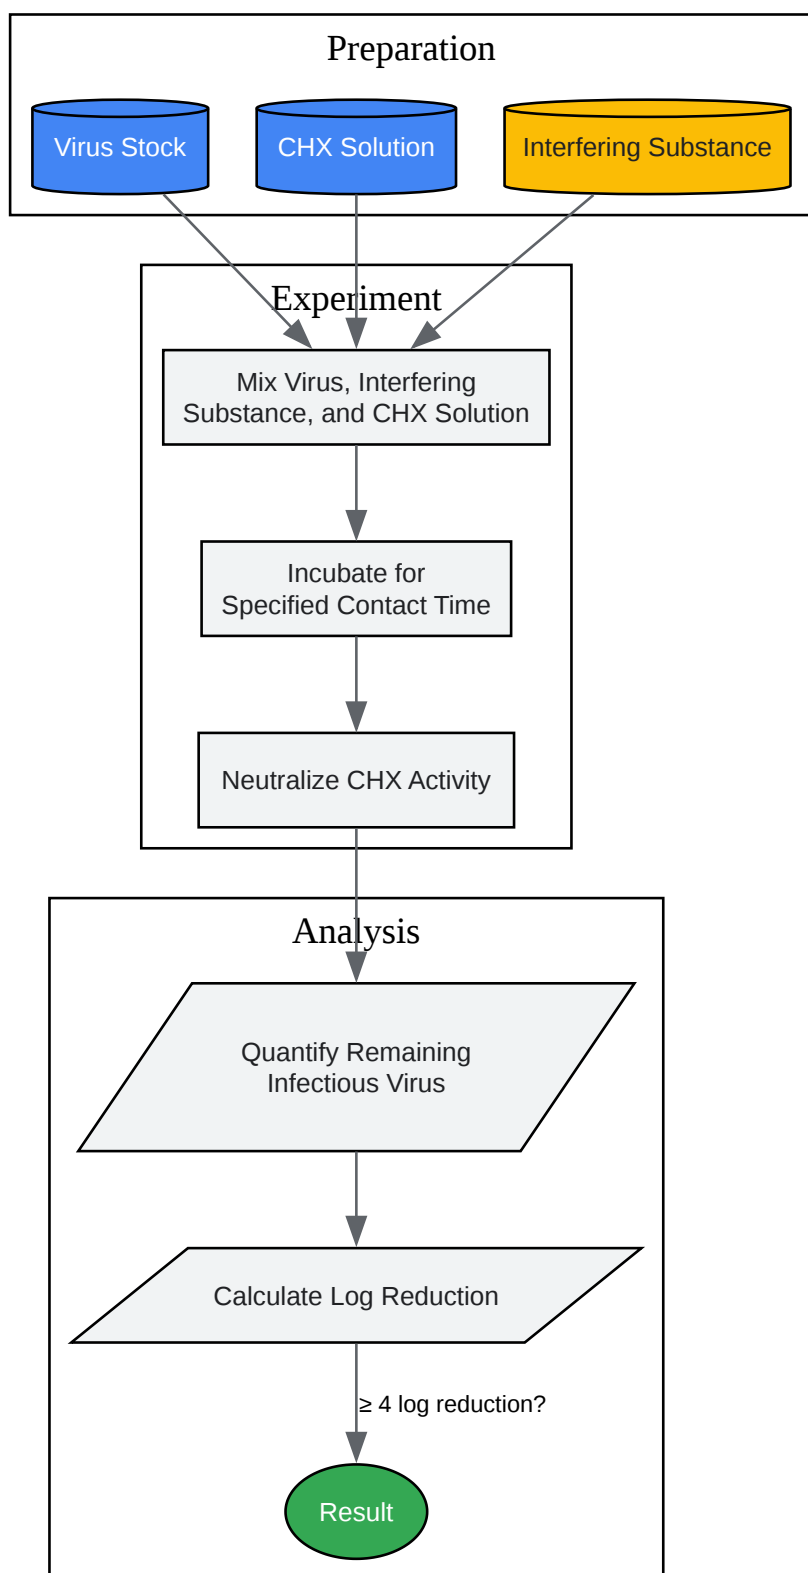 Preparation
Virus Stock
CHX Solution
Interfering Substance
Experiment
Mix Virus, Interfering
Substance, and CHX Solution
Incubate for
Specified Contact Time
Neutralize CHX Activity
Analysis
Quantify Remaining
Infectious Virus
Calculate Log Reduction
≥ 4 log reduction?
Result